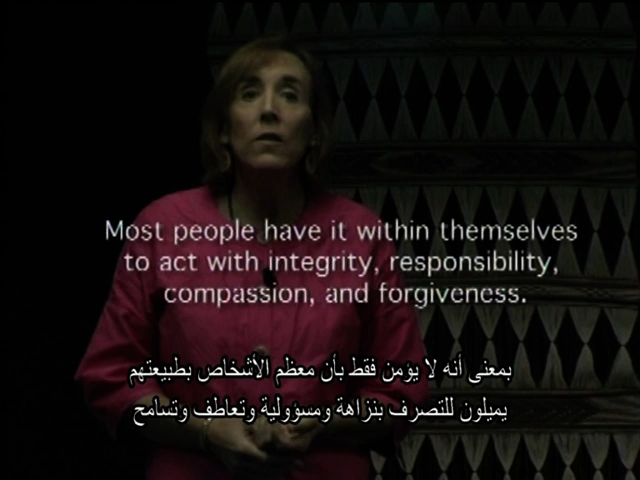 Most people have it within themselves
to act with integrity, responsibility,
compassion, and forgiveness.
بمعنى أنه لا يؤمن فقط بأن معظم الأشخاص بطبيعتهم
يميلون للتصرف بنزاهة ومسؤولية وتعاطف وتسامح